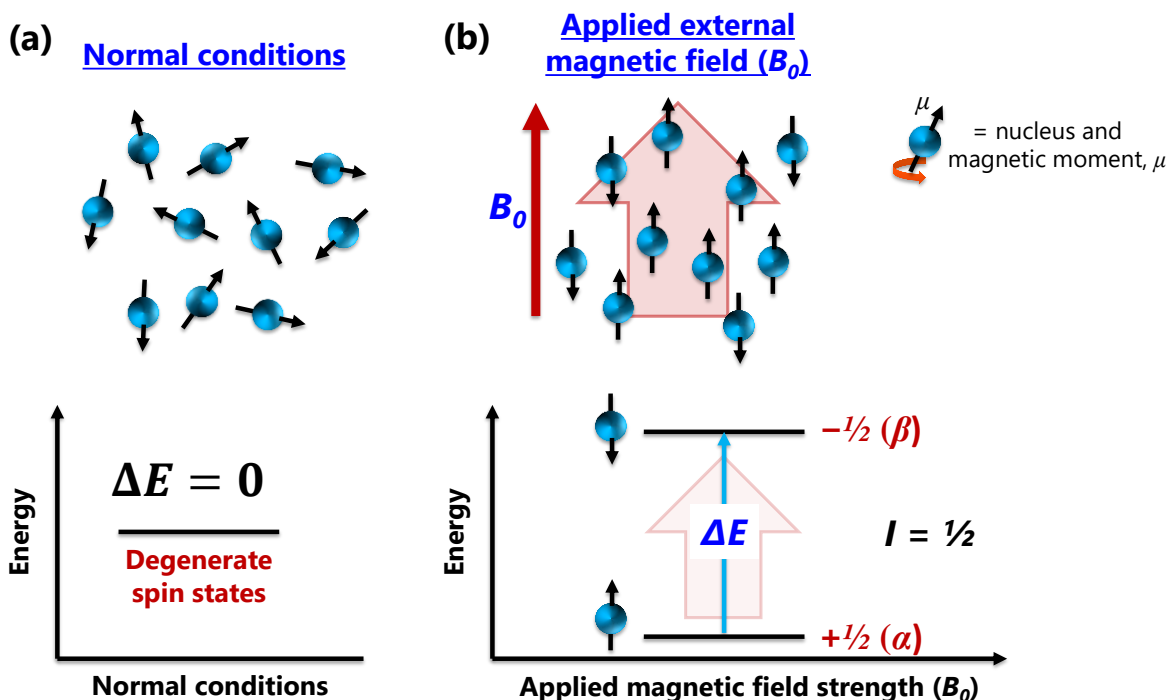 (a)
Normal conditions
(b)
Applied external
magnetic field (B₀)
B₀
μ
= nucleus and
magnetic moment, μ
Energy
ΔE = 0
Degenerate
spin states
Normal conditions
Energy
−½ (β)
ΔE
I = ½
+½ (α)
Applied magnetic field strength (B₀)